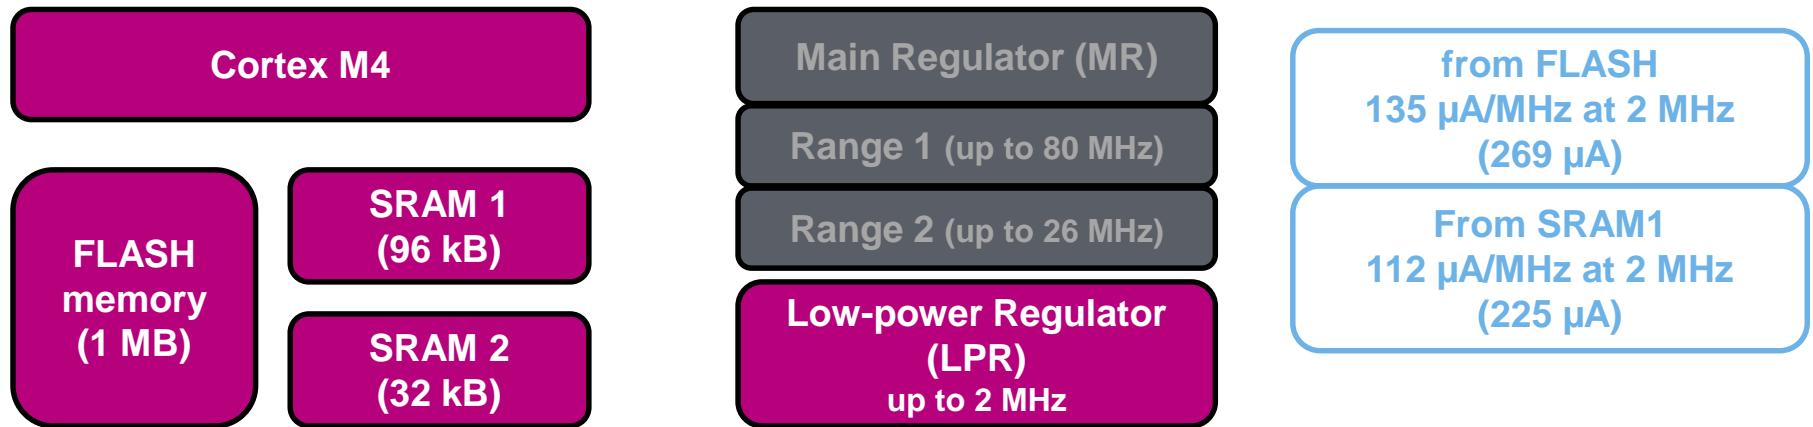 Cortex M4
FLASH
memory
(1 MB)
SRAM 1
(96 kB)
SRAM 2
(32 kB)
Main Regulator (MR)
Range 1 (up to 80 MHz)
Range 2 (up to 26 MHz)
Low-power Regulator
(LPR)
up to 2 MHz
from FLASH
135 µA/MHz at 2 MHz
(269 µA)
From SRAM1
112 µA/MHz at 2 MHz
(225 µA)